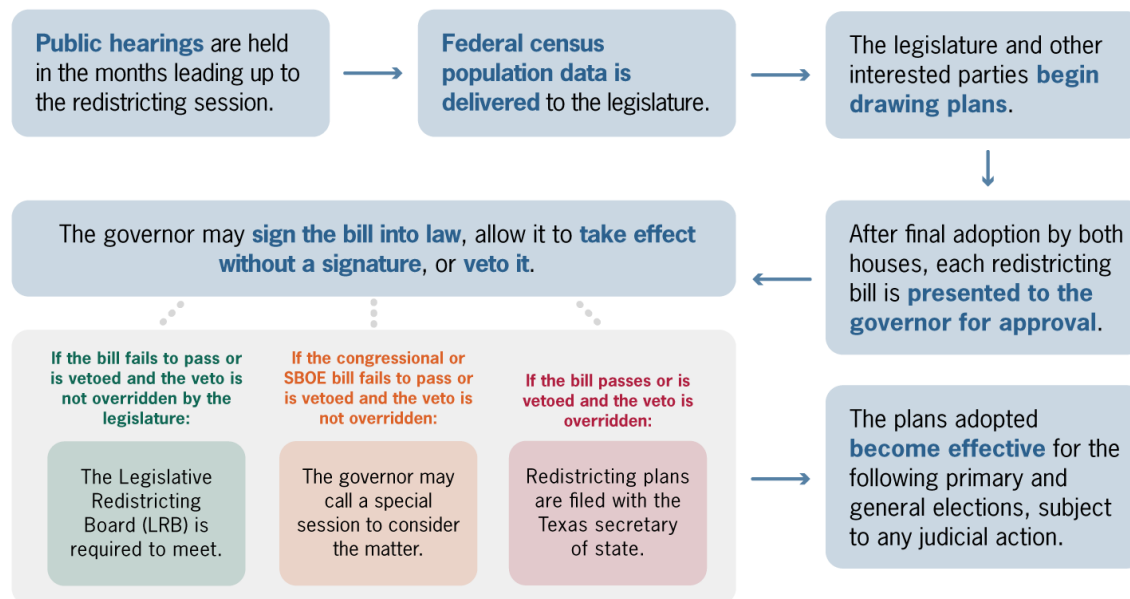 Public hearings are held
in the months leading up to
the redistricting session.
Federal census
population data is
delivered to the legislature.
The legislature and other
interested parties begin
drawing plans.
After final adoption by both
houses, each redistricting
bill is presented to the
governor for approval.
The governor may sign the bill into law, allow it to take effect
without a signature, or veto it.
If the bill fails to pass or
is vetoed and the veto is
not overridden by the
legislature:
The Legislative
Redistricting
Board (LRB) is
required to meet.
If the congressional or
SBOE bill fails to pass or
is vetoed and the veto is
not overridden:
The governor may
call a special
session to consider
the matter.
If the bill passes or is
vetoed and the veto is
overridden:
Redistricting plans
are filed with the
Texas secretary
of state.
The plans adopted
become effective for the
following primary and
general elections, subject
to any judicial action.